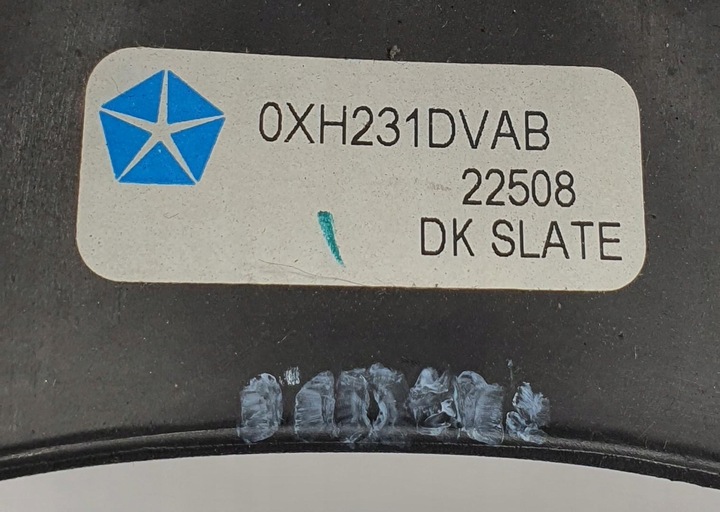 0XH231DVAB
22508
DK SLATE